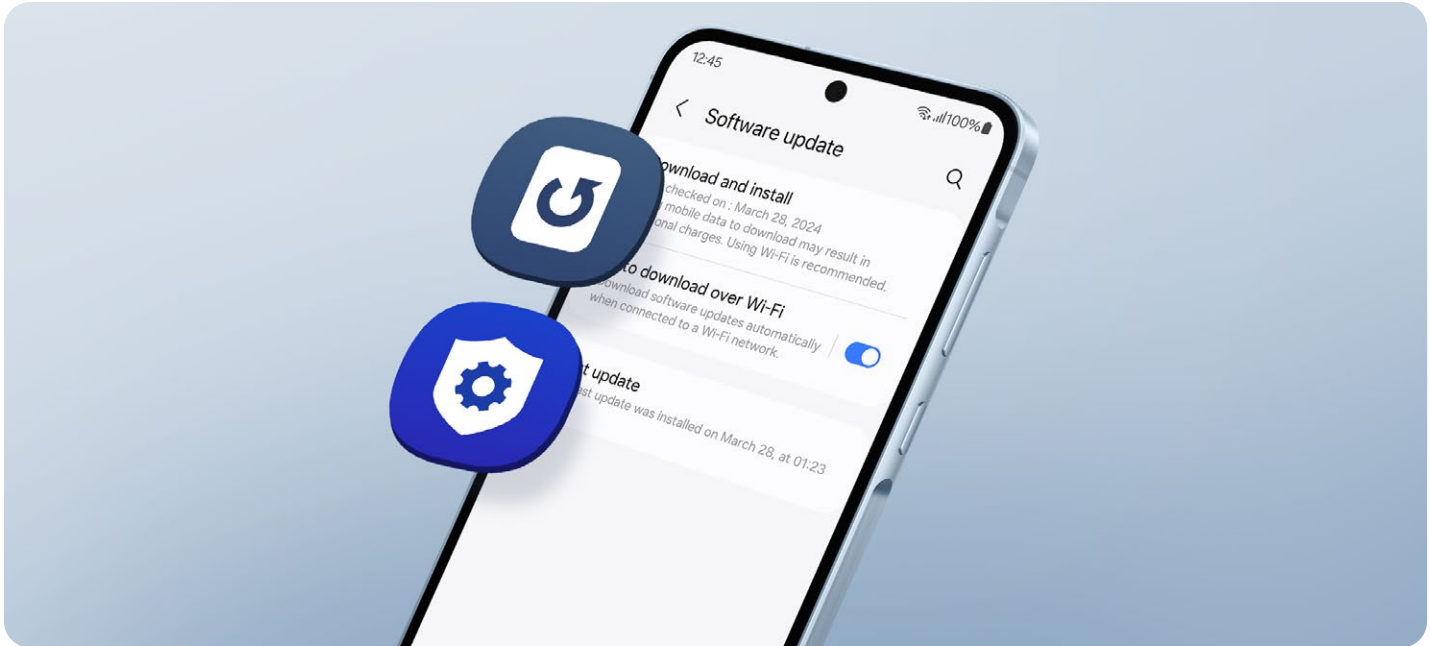 12:45
100%
Software update
ownload and install
checked on : March 28, 2024
mobile data to download may result in
onal charges. Using Wi-Fi is recommended.
to download over Wi-Fi
ownload software updates automatically
when connected to a Wi-Fi network.
t update
ast update was installed on March 28, at 01:23